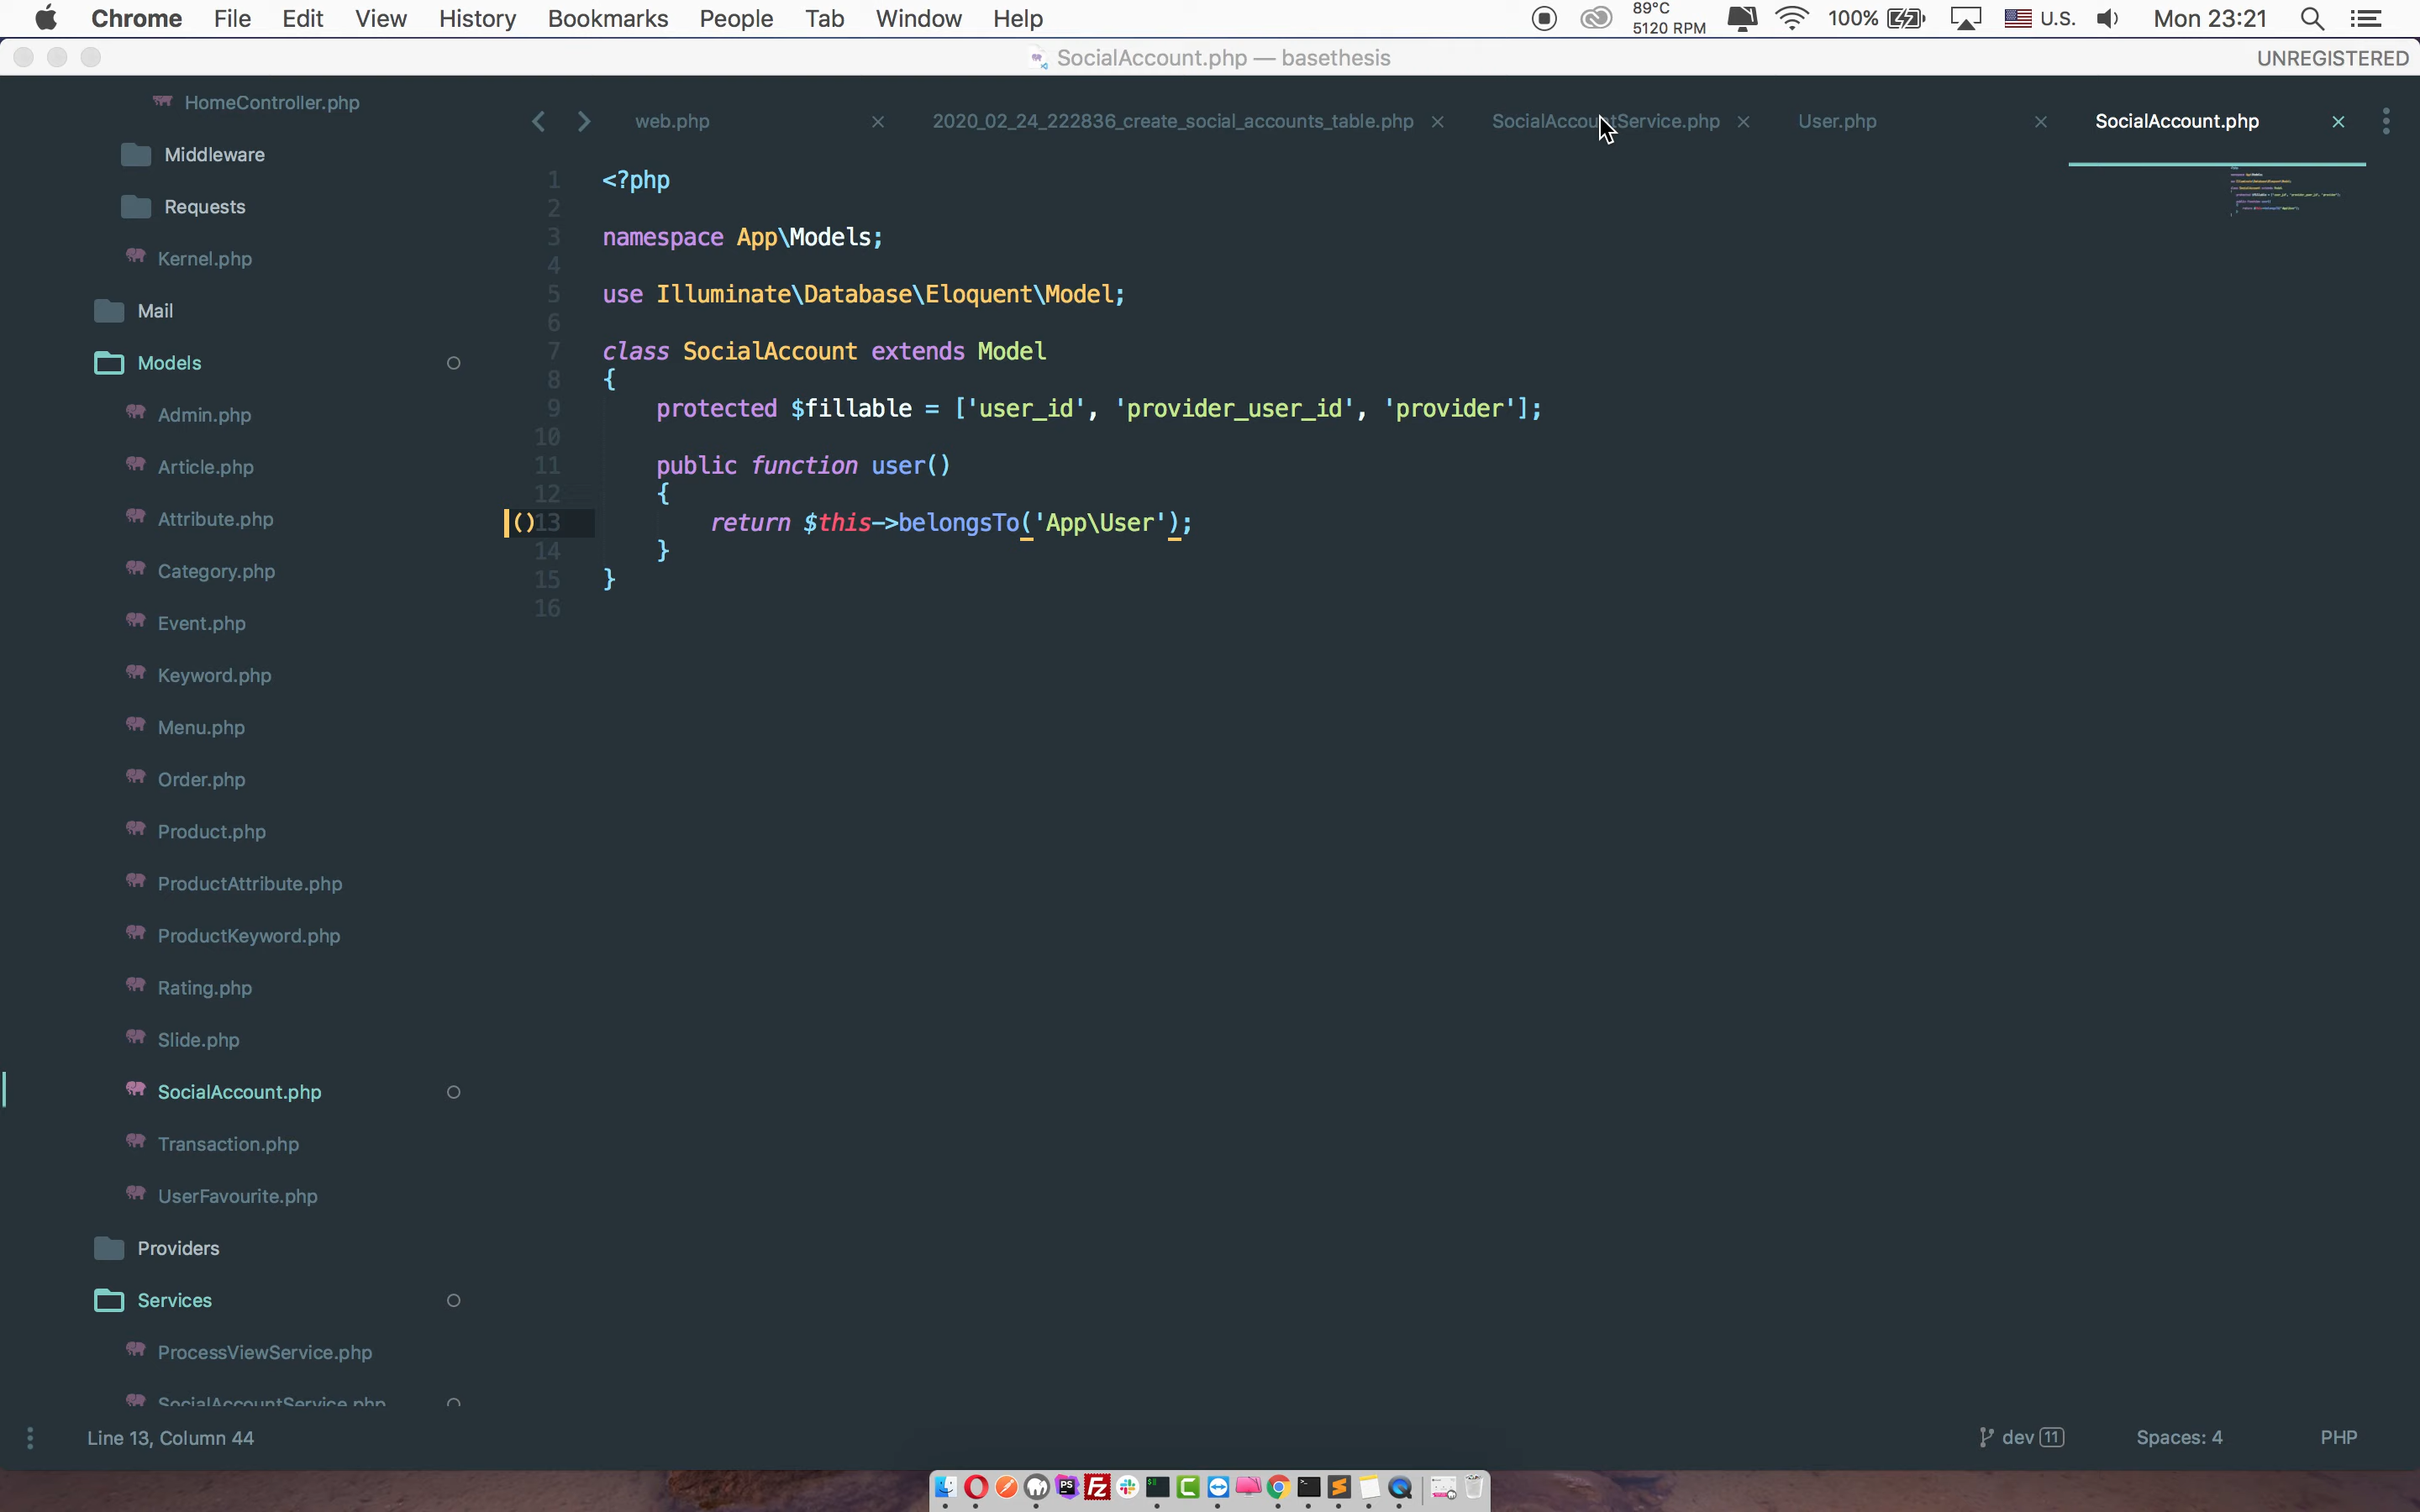 Chrome File Edit View History Bookmarks People Tab Window Help
89°C
5120 RPM
100%
U.S.
Mon 23:21
SocialAccount.php — basethesis
UNREGISTERED
HomeController.php
Middleware
Requests
Kernel.php
Mail
Models
Admin.php
Article.php
Attribute.php
Category.php
Event.php
Keyword.php
Menu.php
Order.php
Product.php
ProductAttribute.php
ProductKeyword.php
Rating.php
Slide.php
SocialAccount.php
Transaction.php
UserFavourite.php
Providers
Services
ProcessViewService.php
SocialAccountService.php
web.php
2020_02_24_222836_create_social_accounts_table.php
SocialAccountService.php
User.php
SocialAccount.php
1 <?php
2
3 namespace App\Models;
4
5 use Illuminate\Database\Eloquent\Model;
6
7 class SocialAccount extends Model
8 {
9 protected $fillable = ['user_id', 'provider_user_id', 'provider'];
10
11 public function user()
12 {
()13 return $this->belongsTo('App\User');
14 }
15 }
16
Line 13, Column 44
dev 11
Spaces: 4
PHP